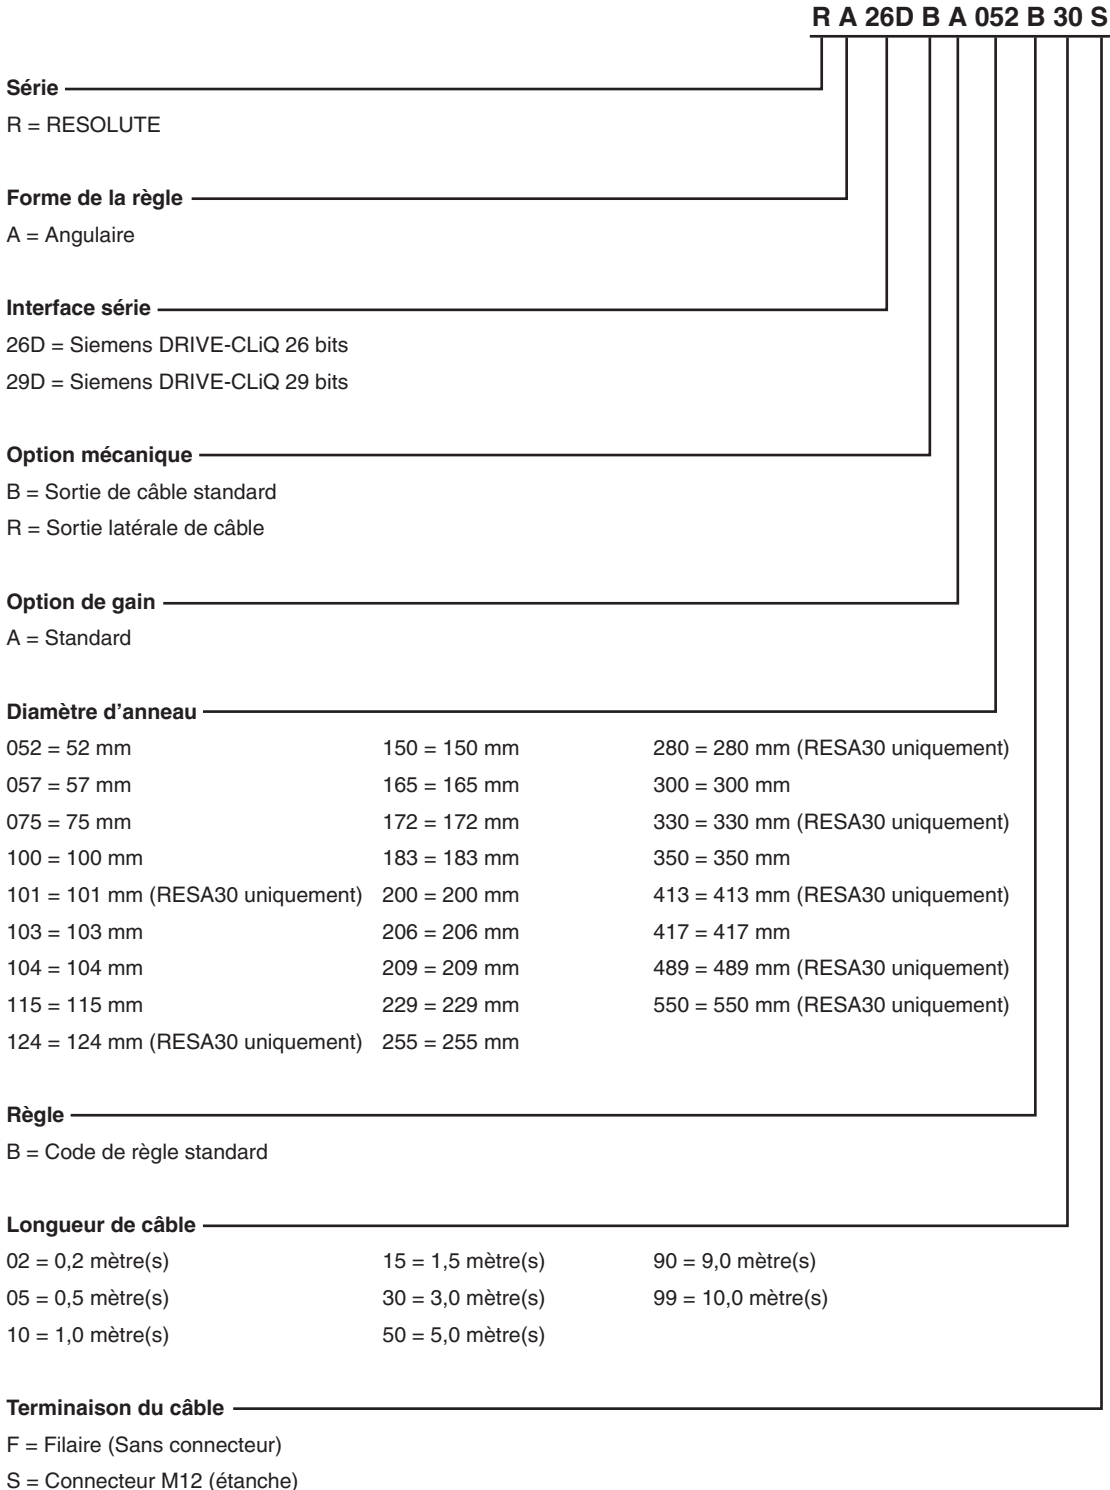 R A 26D B A 052 B 30 S
Série
R = RESOLUTE
Forme de la règle
A = Angulaire
Interface série
26D = Siemens DRIVE-CLiQ 26 bits
29D = Siemens DRIVE-CLiQ 29 bits
Option mécanique
B = Sortie de câble standard
R = Sortie latérale de câble
Option de gain
A = Standard
Diamètre d’anneau
052 = 52 mm 150 = 150 mm 280 = 280 mm (RESA30 uniquement)
057 = 57 mm 165 = 165 mm 300 = 300 mm
075 = 75 mm 172 = 172 mm 330 = 330 mm (RESA30 uniquement)
100 = 100 mm 183 = 183 mm 350 = 350 mm
101 = 101 mm (RESA30 uniquement) 200 = 200 mm 413 = 413 mm (RESA30 uniquement)
103 = 103 mm 206 = 206 mm 417 = 417 mm
104 = 104 mm 209 = 209 mm 489 = 489 mm (RESA30 uniquement)
115 = 115 mm 229 = 229 mm 550 = 550 mm (RESA30 uniquement)
124 = 124 mm (RESA30 uniquement) 255 = 255 mm
Règle
B = Code de règle standard
Longueur de câble
02 = 0,2 mètre(s) 15 = 1,5 mètre(s) 90 = 9,0 mètre(s)
05 = 0,5 mètre(s) 30 = 3,0 mètre(s) 99 = 10,0 mètre(s)
10 = 1,0 mètre(s) 50 = 5,0 mètre(s)
Terminaison du câble
F = Filaire (Sans connecteur)
S = Connecteur M12 (étanche)